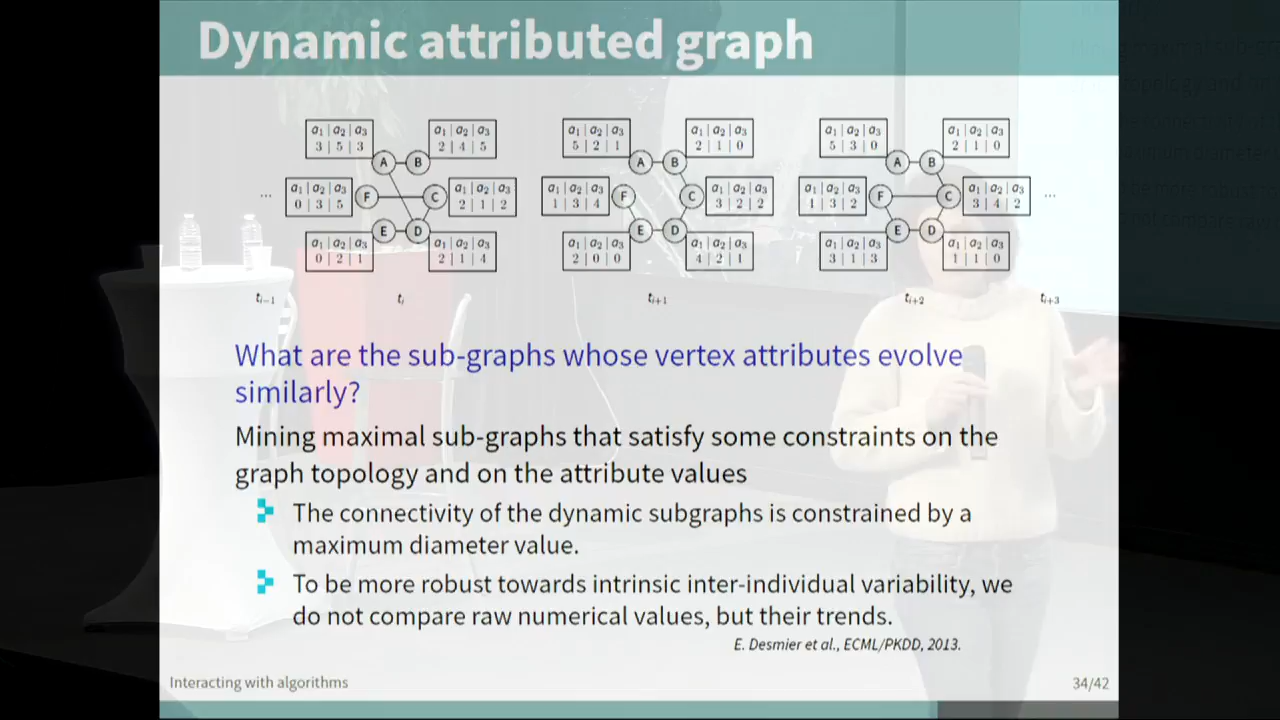 Dynamic attributed graph
a₁ | a₂ | a₃ a₁ | a₂ | a₃ a₁ | a₂ | a₃ a₁ | a₂ | a₃ a₁ | a₂ | a₃ a₁ | a₂ | a₃
3 | 5 | 3 2 | 4 | 5 5 | 2 | 1 2 | 1 | 0 5 | 3 | 0 2 | 1 | 0
A B A B A B
a₁ | a₂ | a₃ a₁ | a₂ | a₃ a₁ | a₂ | a₃ a₁ | a₂ | a₃ a₁ | a₂ | a₃ a₁ | a₂ | a₃
... 0 | 3 | 5 F C 2 | 1 | 2 1 | 3 | 4 F C 3 | 2 | 2 1 | 3 | 2 F C 3 | 4 | 2 ...
E D E D E D
a₁ | a₂ | a₃ a₁ | a₂ | a₃ a₁ | a₂ | a₃ a₁ | a₂ | a₃ a₁ | a₂ | a₃ a₁ | a₂ | a₃
0 | 2 | 1 2 | 1 | 4 2 | 0 | 0 4 | 2 | 1 3 | 1 | 3 1 | 1 | 0
tᵢ₋₁ tᵢ tᵢ₊₁ tᵢ₊₂ tᵢ₊₃
What are the sub-graphs whose vertex attributes evolve
similarly?
Mining maximal sub-graphs that satisfy some constraints on the
graph topology and on the attribute values
The connectivity of the dynamic subgraphs is constrained by a
maximum diameter value.
To be more robust towards intrinsic inter-individual variability, we
do not compare raw numerical values, but their trends.
E. Desmier et al., ECML/PKDD, 2013.
Interacting with algorithms
34/42